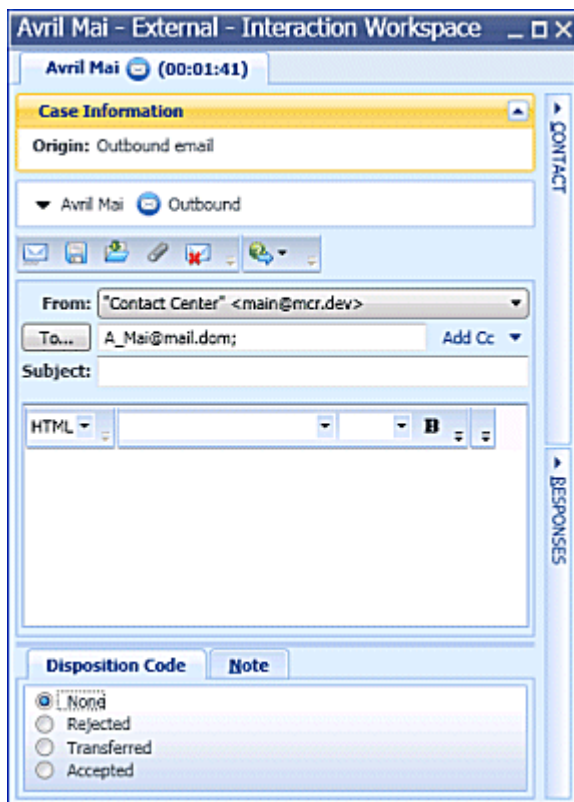 Avril Mai - External - Interaction Workspace
Avril Mai (00:01:41)
Case Information
Origin: Outbound email
Avril Mai Outbound
From: "Contact Center" <main@mcr.dev>
To... A_Mai@mail.dom; Add Cc
Subject:
HTML B
Disposition Code Note
None
Rejected
Transferred
Accepted
CONTACT
RESPONSES